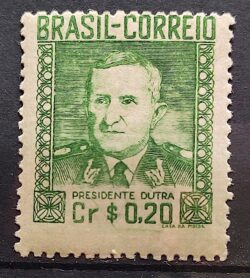 BRASIL-CORREIO
PRESIDENTE DUTRA
Cr $ 0.20
CASA DA MOEDA